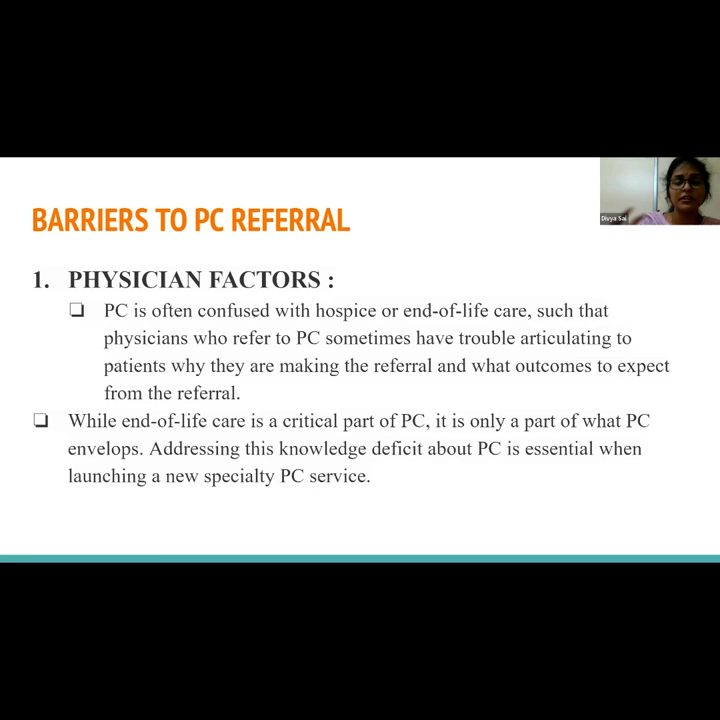 Divya Sai
BARRIERS TO PC REFERRAL
1. PHYSICIAN FACTORS :
❏ PC is often confused with hospice or end-of-life care, such that
physicians who refer to PC sometimes have trouble articulating to
patients why they are making the referral and what outcomes to expect
from the referral.
❏ While end-of-life care is a critical part of PC, it is only a part of what PC
envelops. Addressing this knowledge deficit about PC is essential when
launching a new specialty PC service.